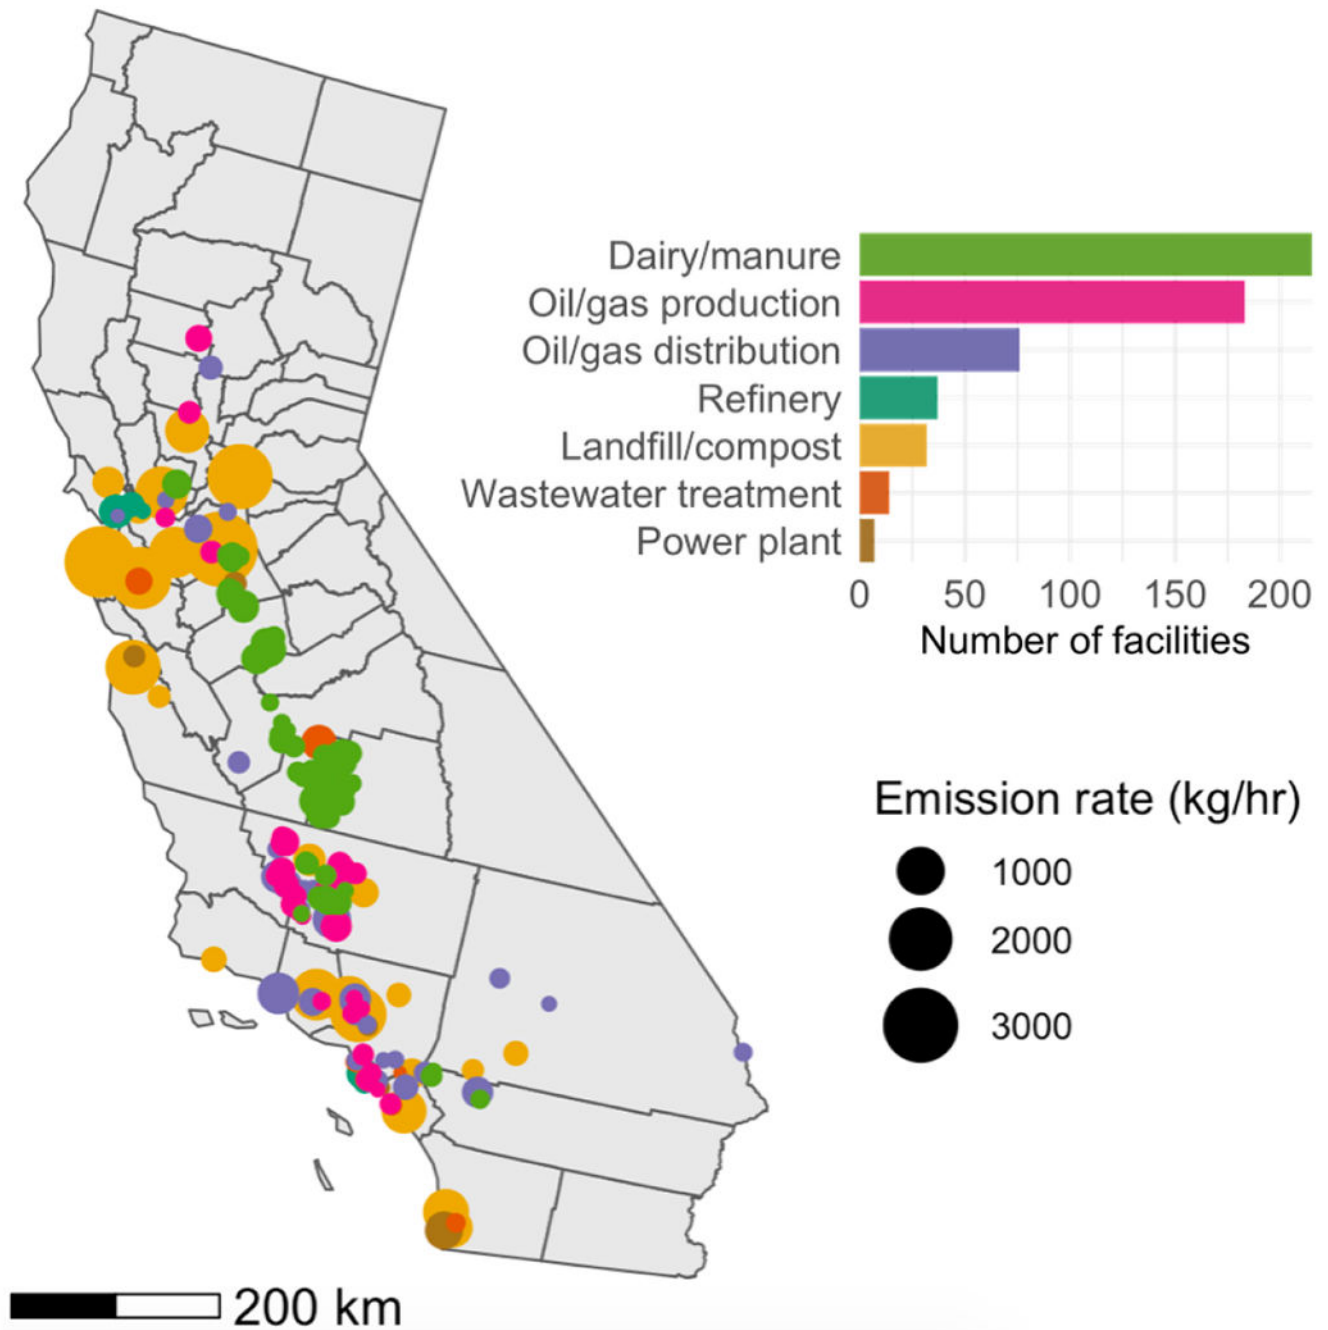 Dairy/manure
Oil/gas production
Oil/gas distribution
Refinery
Landfill/compost
Wastewater treatment
Power plant
0 50 100 150 200
Number of facilities
Emission rate (kg/hr)
1000
2000
3000
200 km